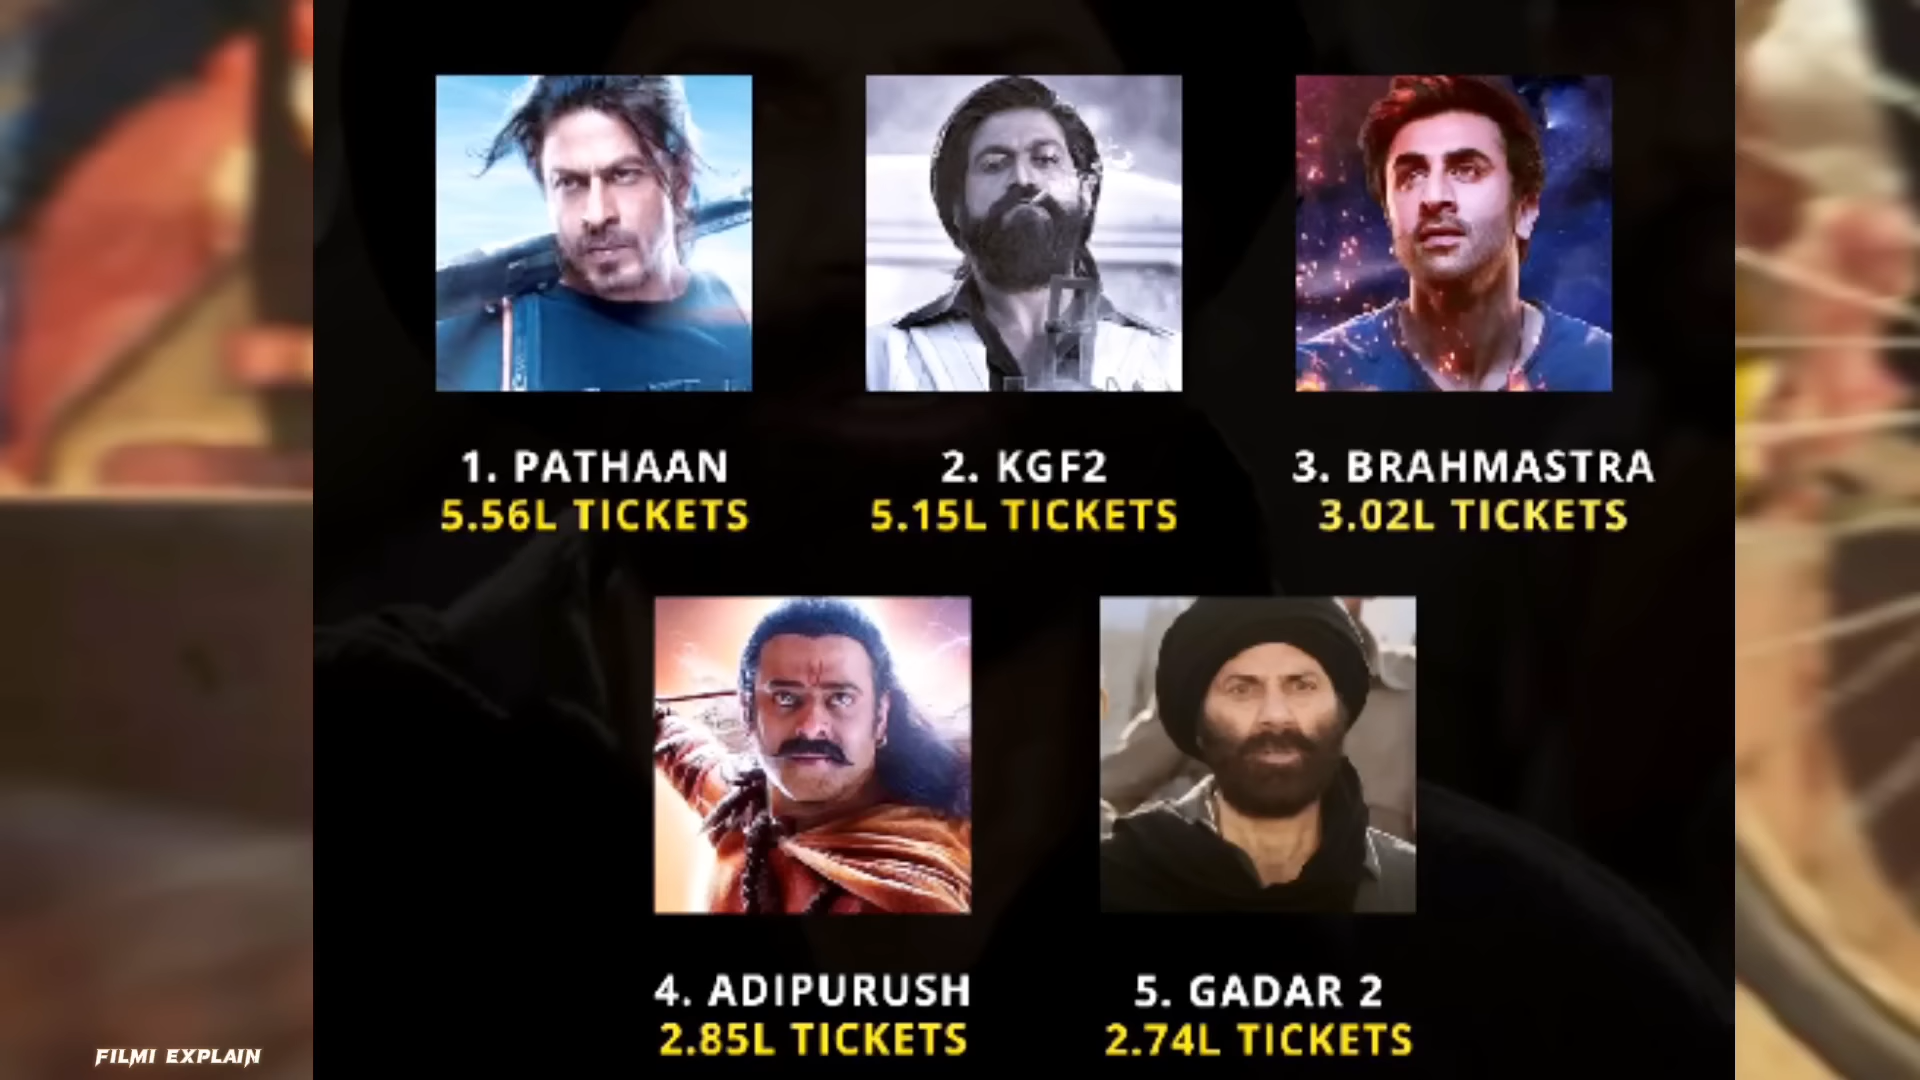 1. PATHAAN
5.56L TICKETS
2. KGF2
5.15L TICKETS
3. BRAHMASTRA
3.02L TICKETS
4. ADIPURUSH
2.85L TICKETS
5. GADAR 2
2.74L TICKETS
FILMI EXPLAIN